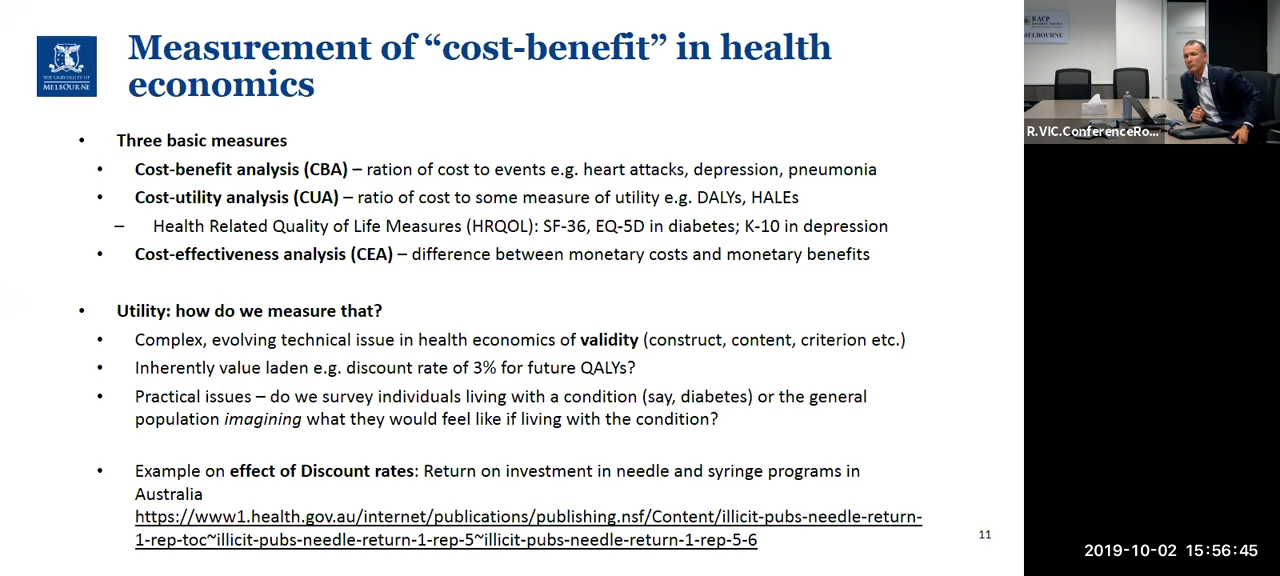 Measurement of “cost-benefit” in health
economics
THE UNIVERSITY OF
MELBOURNE
• Three basic measures
• Cost-benefit analysis (CBA) – ration of cost to events e.g. heart attacks, depression, pneumonia
• Cost-utility analysis (CUA) – ratio of cost to some measure of utility e.g. DALYs, HALEs
– Health Related Quality of Life Measures (HRQOL): SF-36, EQ-5D in diabetes; K-10 in depression
• Cost-effectiveness analysis (CEA) – difference between monetary costs and monetary benefits
• Utility: how do we measure that?
• Complex, evolving technical issue in health economics of validity (construct, content, criterion etc.)
• Inherently value laden e.g. discount rate of 3% for future QALYs?
• Practical issues – do we survey individuals living with a condition (say, diabetes) or the general
population imagining what they would feel like if living with the condition?
• Example on effect of Discount rates: Return on investment in needle and syringe programs in
Australia
https://www1.health.gov.au/internet/publications/publishing.nsf/Content/illicit-pubs-needle-return-
1-rep-toc~illicit-pubs-needle-return-1-rep-5~illicit-pubs-needle-return-1-rep-5-6
11
RACP
MELBOURNE
R.VIC.ConferenceRo...
2019-10-02 15:56:45